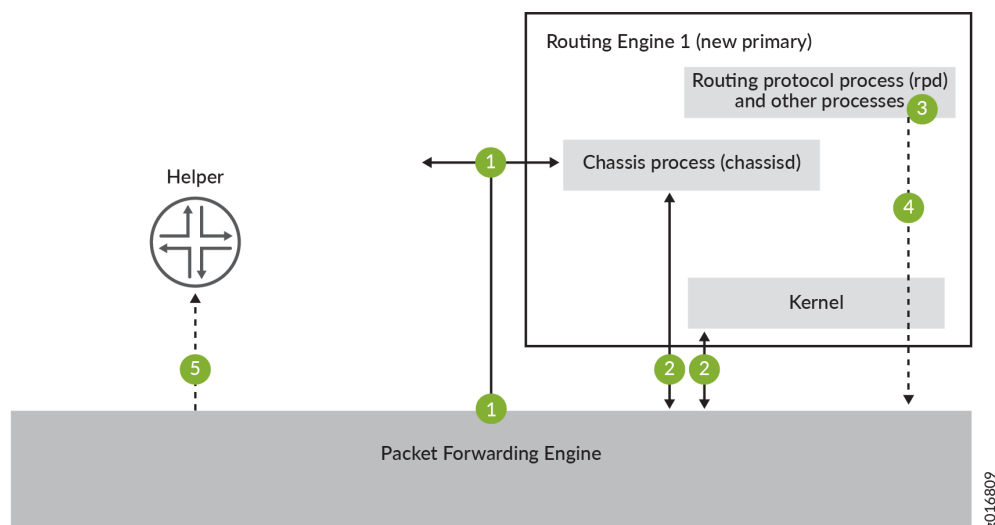 Routing Engine 1 (new primary)
Routing protocol process (rpd)
and other processes
3
1
Chassis process (chassisd)
Helper
4
Kernel
5
2
2
1
Packet Forwarding Engine